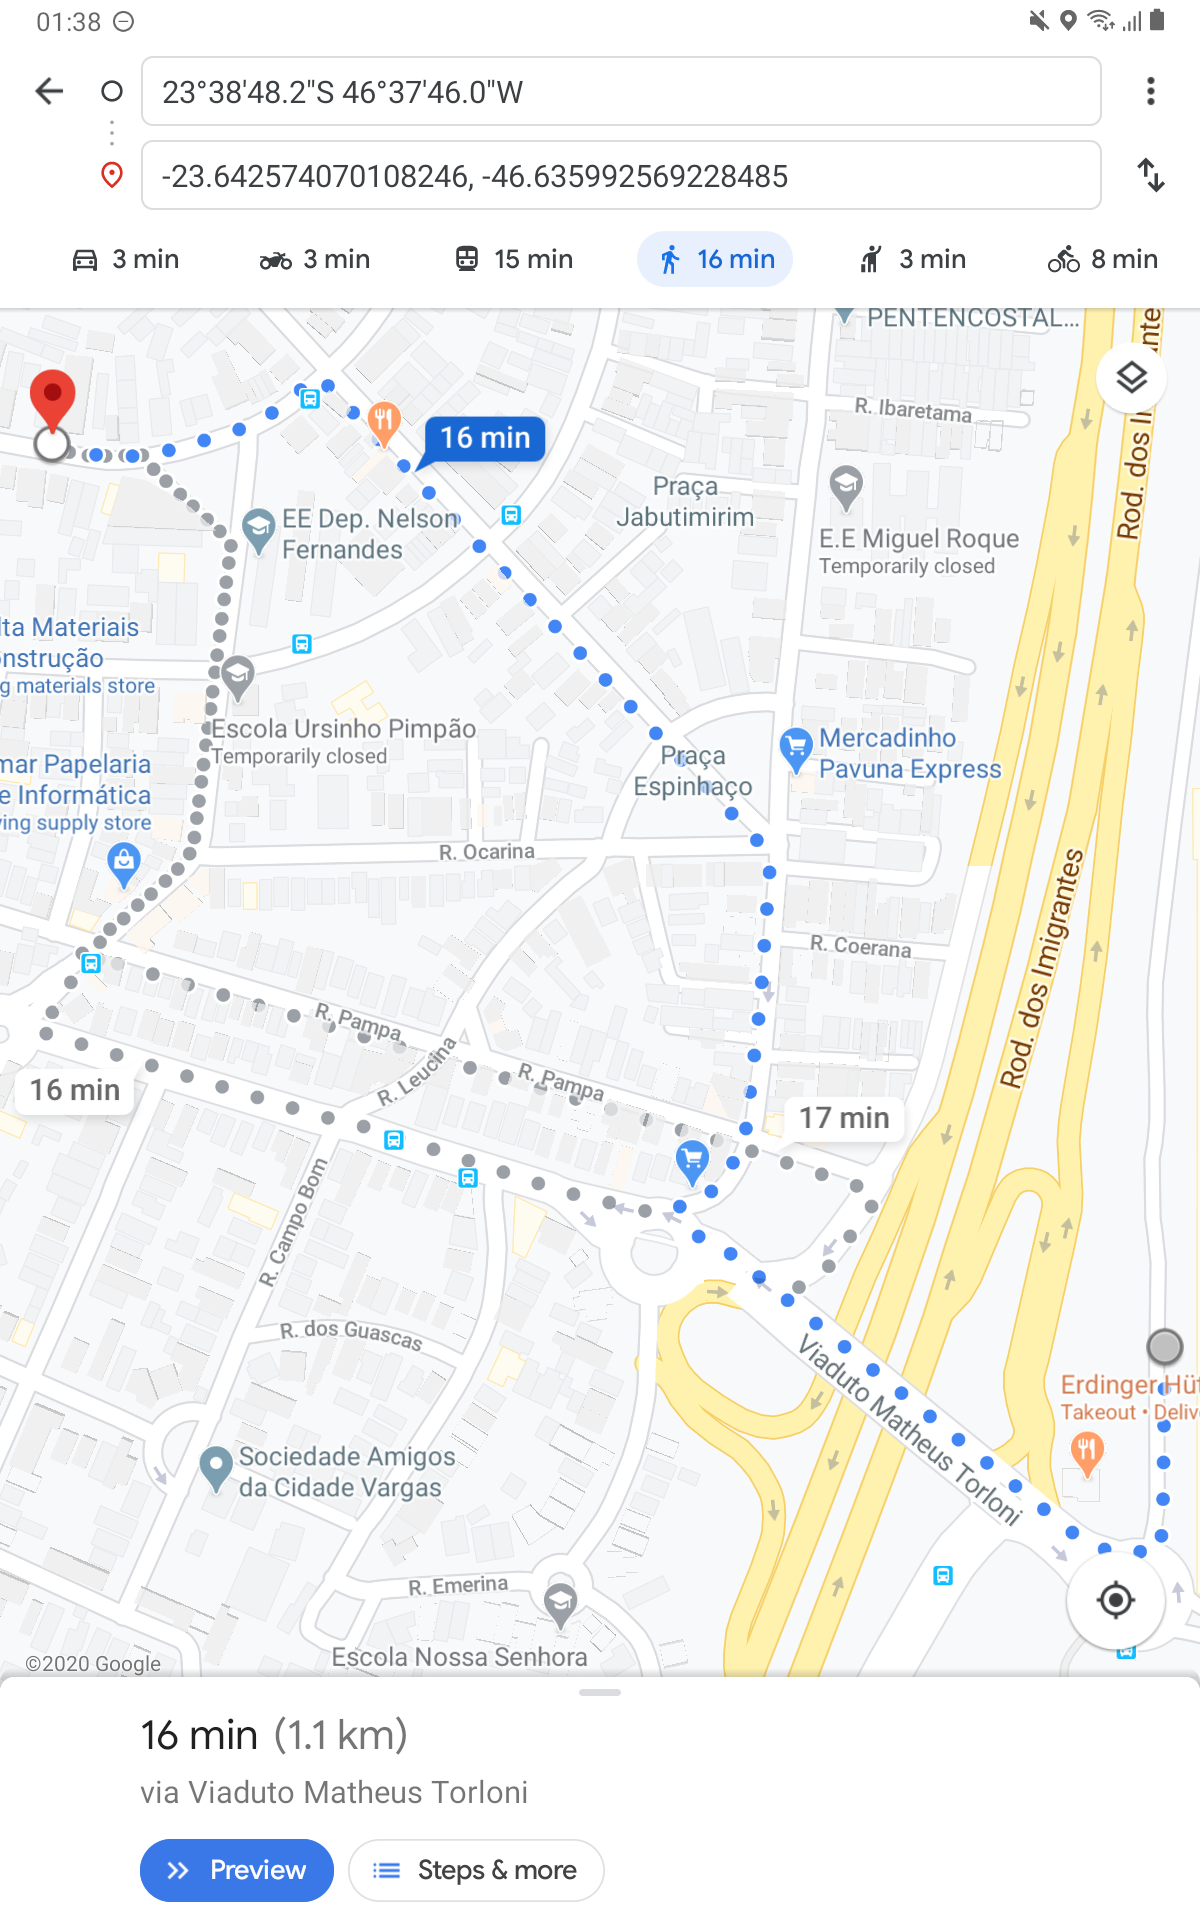 01:38
23°38'48.2"S 46°37'46.0"W
-23.642574070108246, -46.635992569228485
3 min
3 min
15 min
16 min
3 min
8 min
PENTENCOSTAL...
R. Ibaretama
Rod. dos
16 min
Praça
Jabutimirim
EE Dep. Nelson
Fernandes
E.E Miguel Roque
Temporarily closed
lta Materiais
onstrução
g materials store
Escola Ursinho Pimpão
Temporarily closed
mar Papelaria
e Informática
ving supply store
Praça
Espinhaço
Mercadinho
Pavuna Express
R. Ocarina
R. Coerana
Rod. dos Imigrantes
R. Pampa
R. Leucina
R. Pampa
16 min
17 min
R. Campo Bom
R. dos Guascas
Viaduto Matheus Torloni
Erdinger Hüt
Takeout • Deliv
Sociedade Amigos
da Cidade Vargas
R. Emerina
Escola Nossa Senhora
©2020 Google
16 min (1.1 km)
via Viaduto Matheus Torloni
Preview
Steps & more